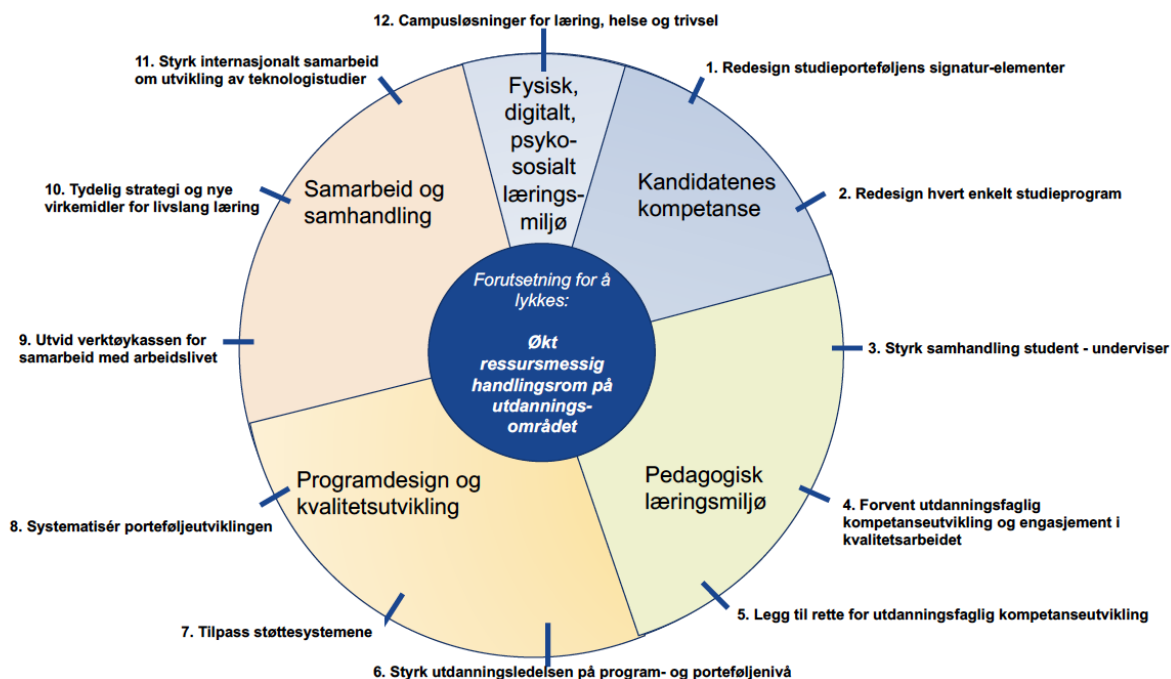 12. Campusløsninger for læring, helse og trivsel
11. Styrk internasjonalt samarbeid
om utvikling av teknologistudier
1. Redesign studieporteføljens signatur-elementer
Fysisk,
digitalt,
psyko-
sosialt
lærings-
miljø
Kandidatenes
kompetanse
2. Redesign hvert enkelt studieprogram
Samarbeid og
samhandling
10. Tydelig strategi og nye
virkemidler for livslang læring
Forutsetning for å
lykkes:
Økt
ressursmessig
handlingsrom på
utdannings-
området
9. Utvid verktøykassen for
samarbeid med arbeidslivet
3. Styrk samhandling student - underviser
Programdesign og
kvalitetsutvikling
Pedagogisk
læringsmiljø
8. Systematisér porteføljeutviklingen
4. Forvent utdanningsfaglig
kompetanseutvikling og engasjement i
kvalitetsarbeidet
5. Legg til rette for utdanningsfaglig kompetanseutvikling
7. Tilpass støttesystemene
6. Styrk utdanningsledelsen på program- og porteføljenivå